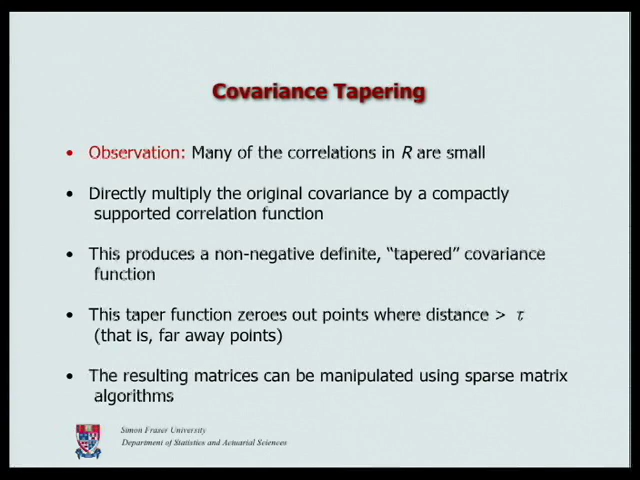 Covariance Tapering
• Observation: Many of the correlations in R are small
• Directly multiply the original covariance by a compactly
supported correlation function
• This produces a non-negative definite, “tapered” covariance
function
• This taper function zeroes out points where distance > τ
(that is, far away points)
• The resulting matrices can be manipulated using sparse matrix
algorithms
Simon Fraser University
Department of Statistics and Actuarial Sciences